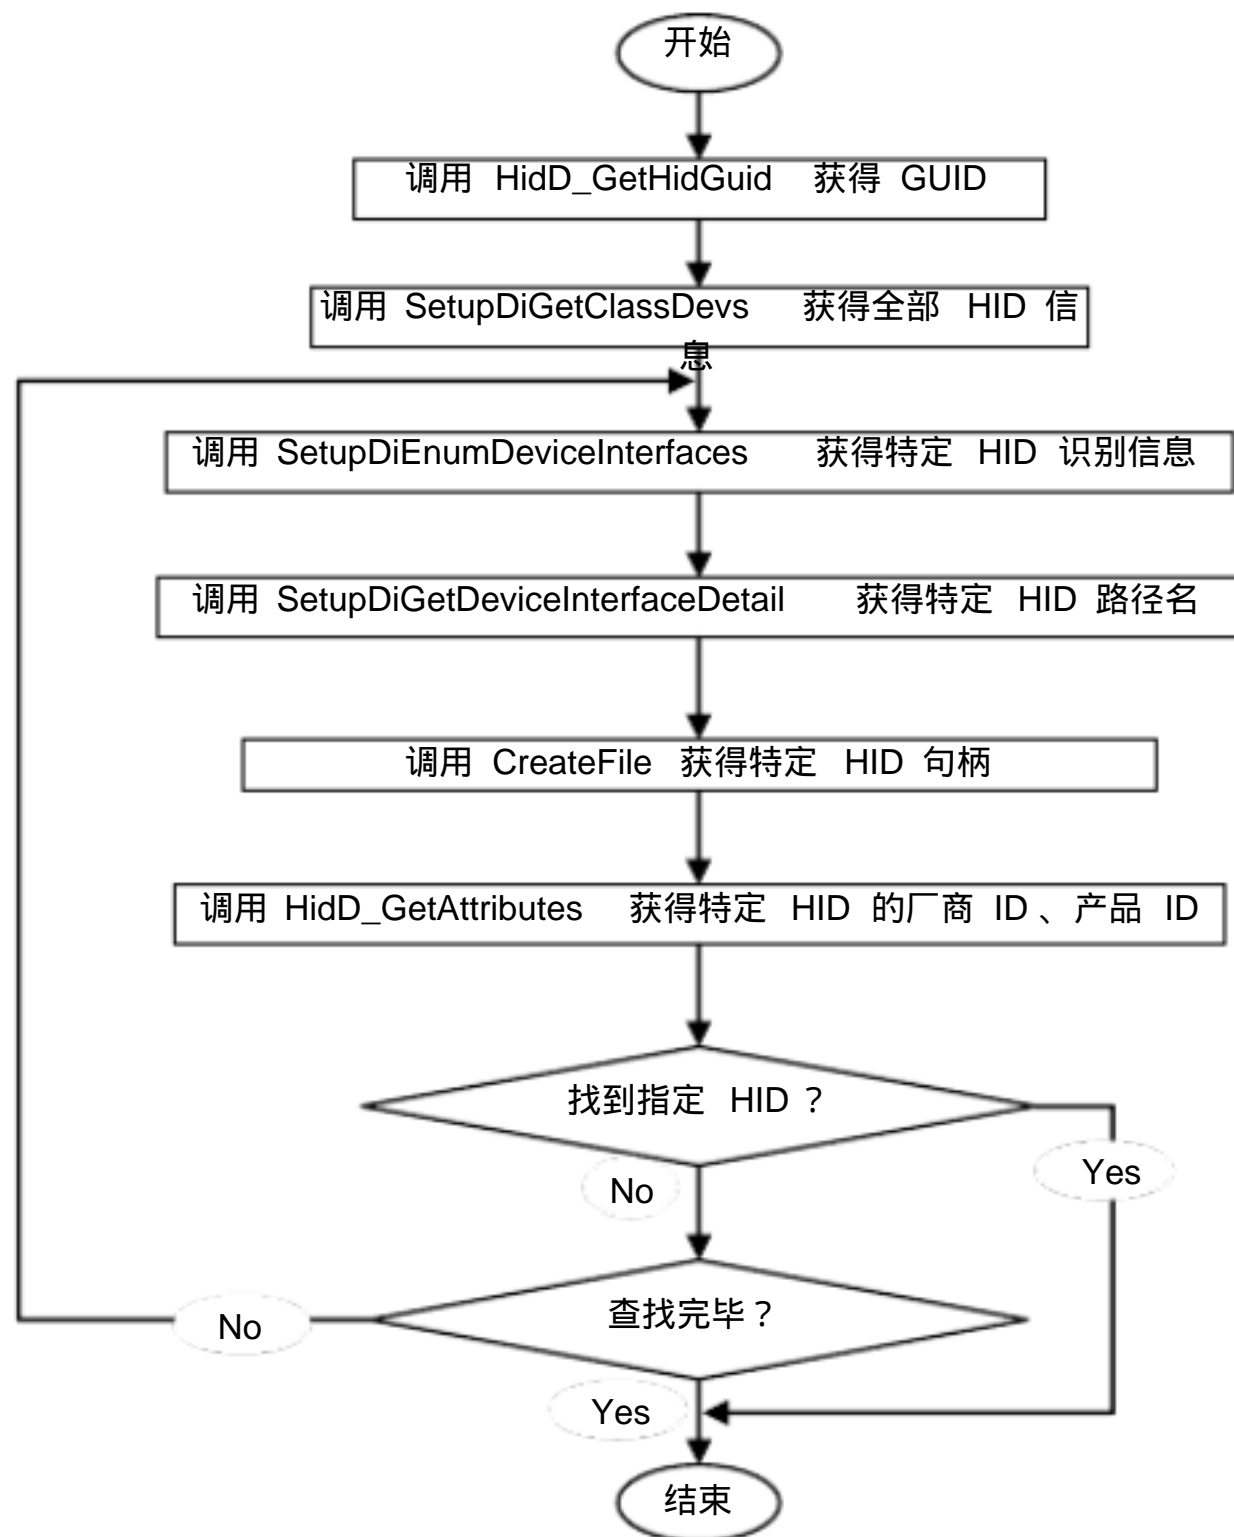 开始
调用 HidD_GetHidGuid 获得 GUID
调用 SetupDiGetClassDevs 获得全部 HID 信
息
调用 SetupDiEnumDeviceInterfaces 获得特定 HID 识别信息
调用 SetupDiGetDeviceInterfaceDetail 获得特定 HID 路径名
调用 CreateFile 获得特定 HID 句柄
调用 HidD_GetAttributes 获得特定 HID 的厂商 ID、产品 ID
找到指定 HID？
Yes
No
查找完毕？
No
Yes
结束